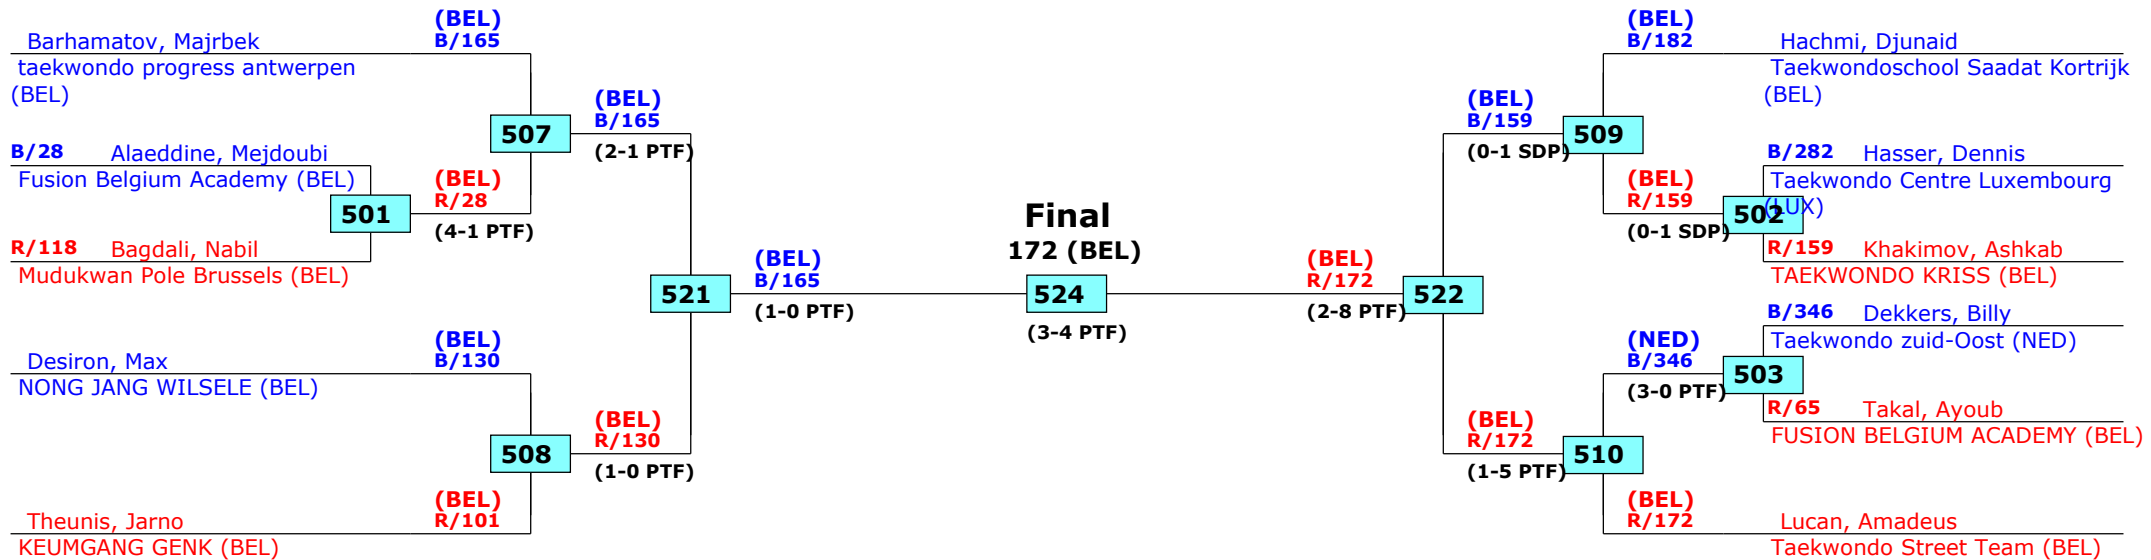 (BEL)
Barhamatov, Majrbek B/165
taekwondo progress antwerpen
(BEL)
B/28 Alaeddine, Mejdoubi
Fusion Belgium Academy (BEL)
501
R/118 Bagdali, Nabil
Mudukwan Pole Brussels (BEL)
(BEL)
R/28
(4-1 PTF)
507
(BEL)
B/165
(2-1 PTF)
(BEL)
Desiron, Max B/130
NONG JANG WILSELE (BEL)
508
(BEL)
Theunis, Jarno R/101
KEUMGANG GENK (BEL)
(BEL)
R/130
(1-0 PTF)
521
(BEL)
B/165
(1-0 PTF)
Final
172 (BEL)
524
(3-4 PTF)
(BEL)
R/172
(2-8 PTF)
522
(BEL)
B/159
(0-1 SDP)
509
(BEL)
B/182 Hachmi, Djunaid
Taekwondoschool Saadat Kortrijk
(BEL)
(BEL)
R/159
(0-1 SDP)
502
B/282 Hasser, Dennis
Taekwondo Centre Luxembourg
(LUX)
R/159 Khakimov, Ashkab
TAEKWONDO KRISS (BEL)
B/346 Dekkers, Billy
Taekwondo zuid-Oost (NED)
(NED)
B/346
(3-0 PTF)
503
R/65 Takal, Ayoub
FUSION BELGIUM ACADEMY (BEL)
(BEL)
R/172
(1-5 PTF)
510
(BEL)
R/172 Lucan, Amadeus
Taekwondo Street Team (BEL)